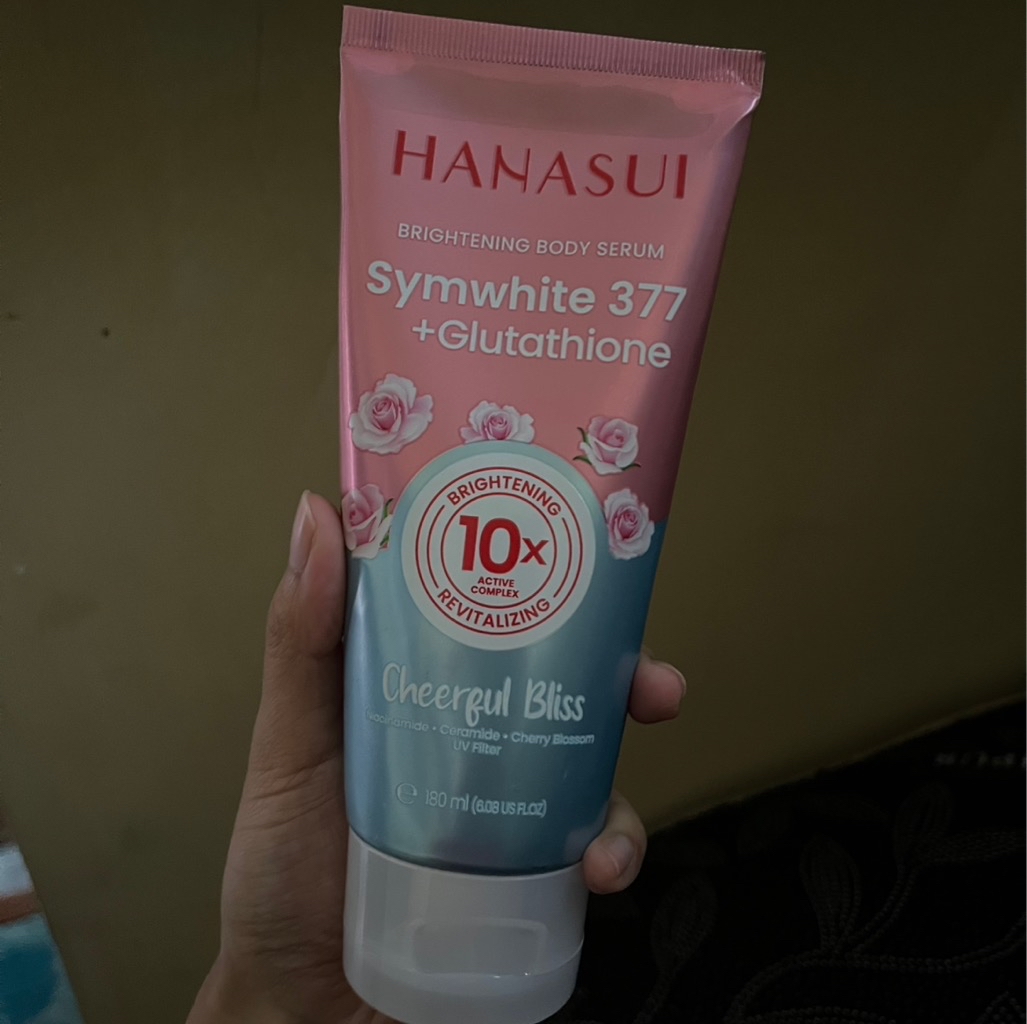 HANASUI
BRIGHTENING BODY SERUM
Symwhite 377
+Glutathione
BRIGHTENING
10x
ACTIVE
COMPLEX
REVITALIZING
Cheerful Bliss
Niacinamide • Ceramide • Cherry Blossom
UV Filter
℮ 180 ml (6.08 US FL.OZ)